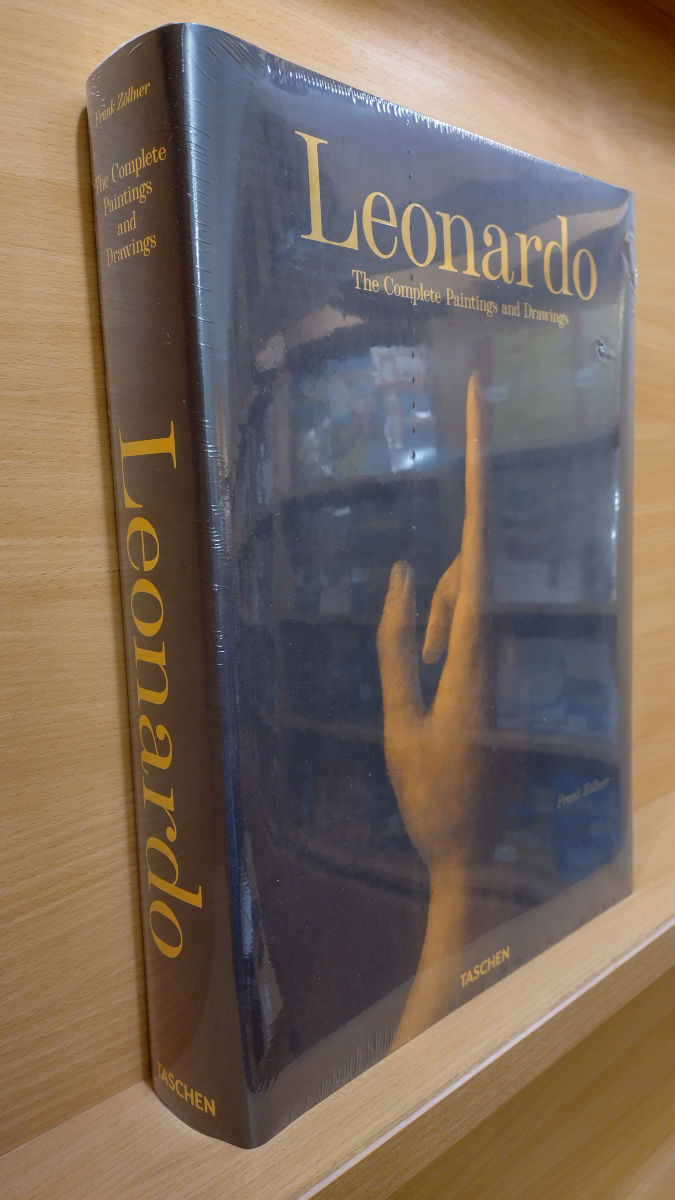 Frank Zöllner
The Complete
Paintings
and
Drawings
Leonardo
TASCHEN
Leonardo
The Complete Paintings and Drawings
Frank Zöllner
TASCHEN